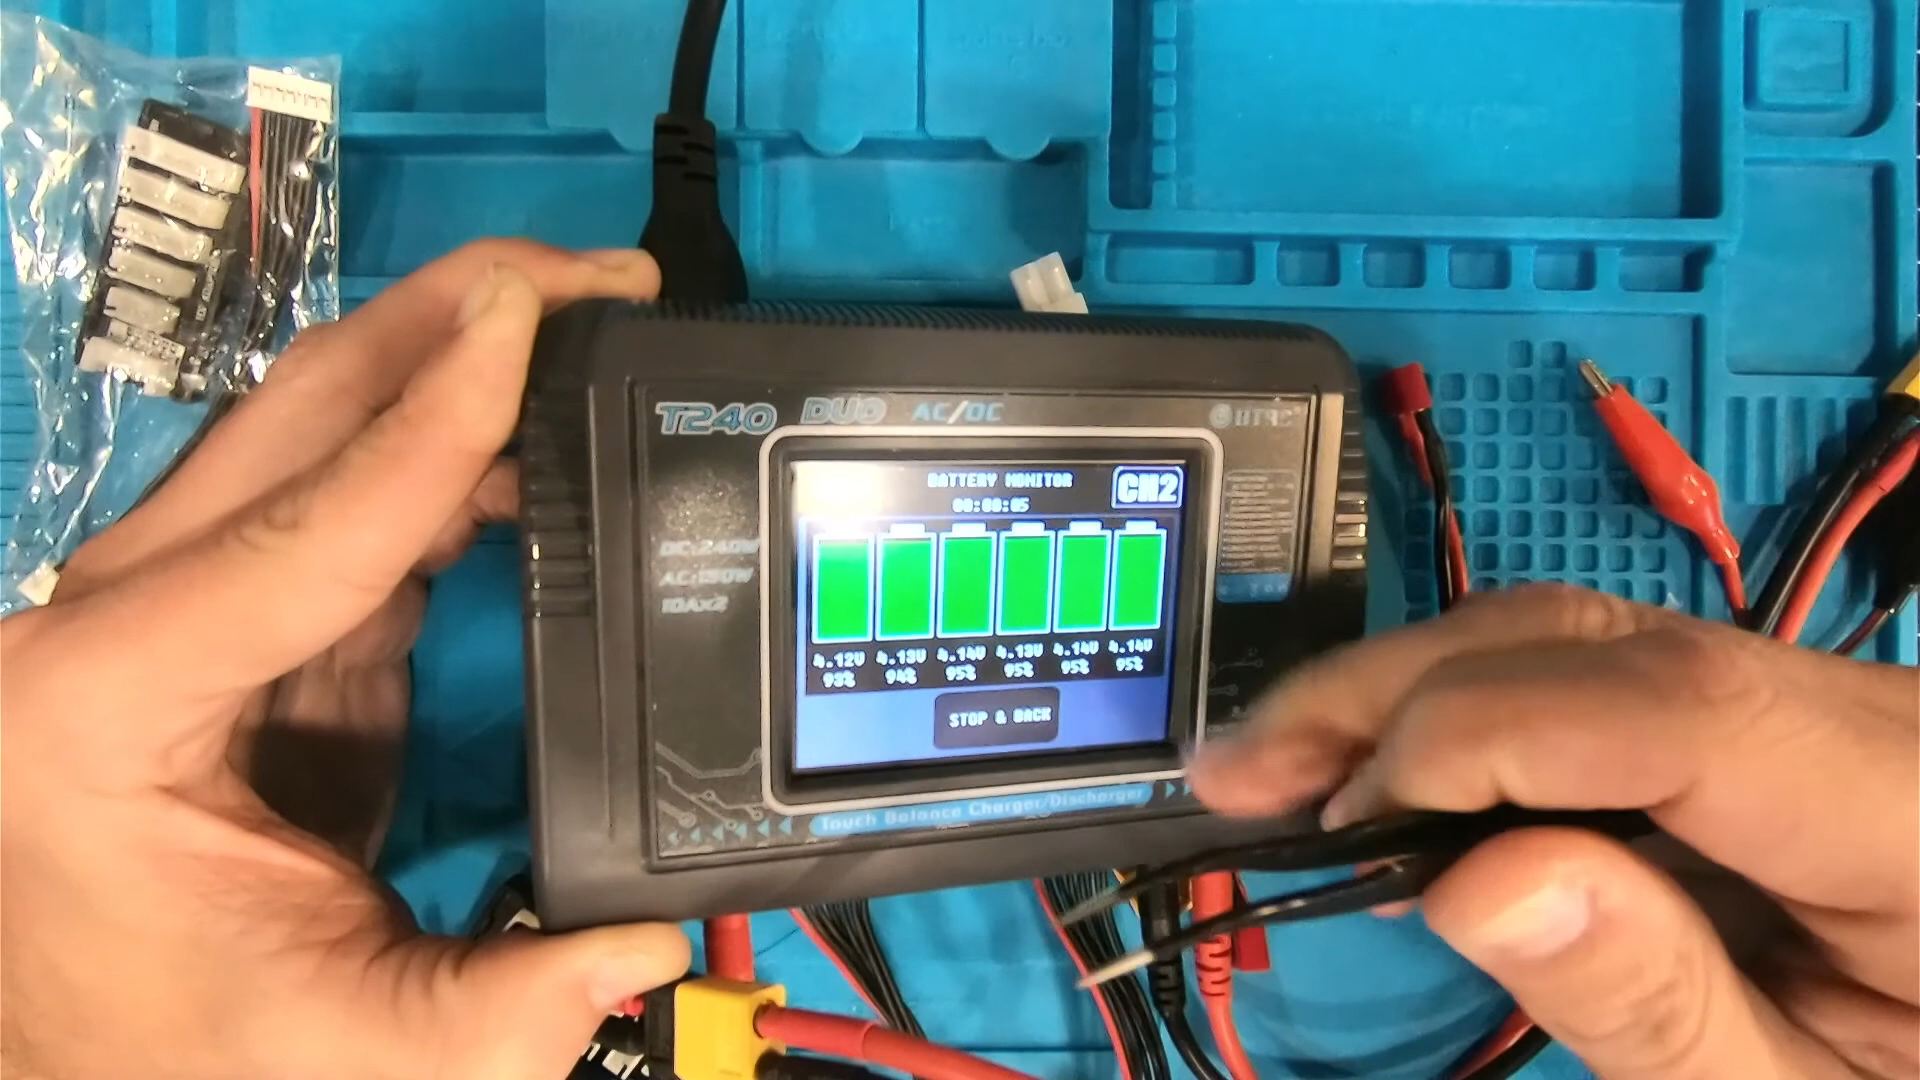 T240 DUO AC/DC
HTRC
DC:240W
AC:150W
10Ax2
BATTERY MONITOR
CH2
00:00:05
4.12V 4.13V 4.14V 4.13V 4.14V 4.14V
93% 94% 95% 95% 95% 95%
STOP & BACK
Touch Balance Charger/Discharger